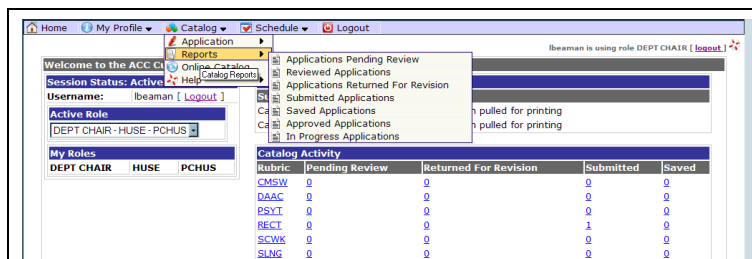 Home My Profile Catalog Schedule Logout
lbeaman is using role DEPT CHAIR [ logout ]
Application
Reports
Online Catalog
Help
Catalog Reports
Applications Pending Review
Reviewed Applications
Applications Returned For Revision
Submitted Applications
Saved Applications
Approved Applications
In Progress Applications
Welcome to the ACC
Session Status: Active
Username: lbeaman [ Logout ]
Active Role
DEPT CHAIR - HUSE - PCHUS
pulled for printing
pulled for printing
My Roles
DEPT CHAIR HUSE PCHUS
Catalog Activity
Rubric Pending Review Returned For Revision Submitted Saved
CMSW 0 0 0 0
DAAC 0 0 0 0
PSYT 0 0 0 0
RECT 0 0 1 0
SCWK 0 0 0 0
SLNG 0 0 0 0